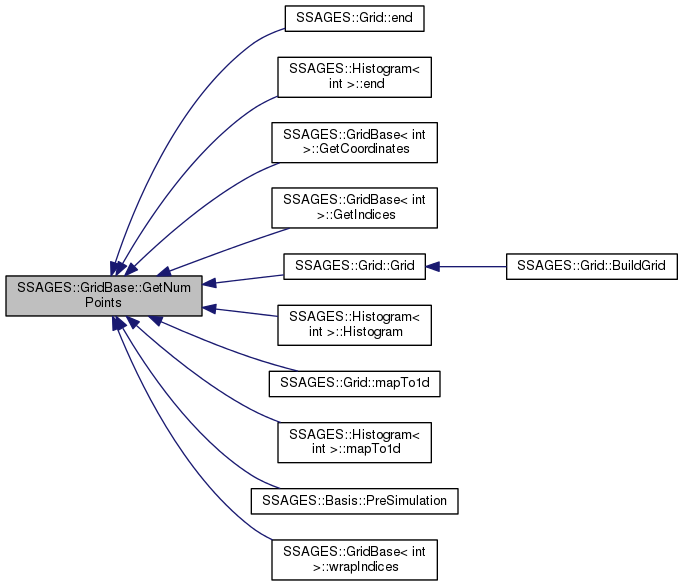 SSAGES::Grid::end
SSAGES::Histogram<
int >::end
SSAGES::GridBase< int
>::GetCoordinates
SSAGES::GridBase< int
>::GetIndices
SSAGES::GridBase::GetNum
Points
SSAGES::Grid::Grid
SSAGES::Grid::BuildGrid
SSAGES::Histogram<
int >::Histogram
SSAGES::Grid::mapTo1d
SSAGES::Histogram<
int >::mapTo1d
SSAGES::Basis::PreSimulation
SSAGES::GridBase< int
>::wrapIndices